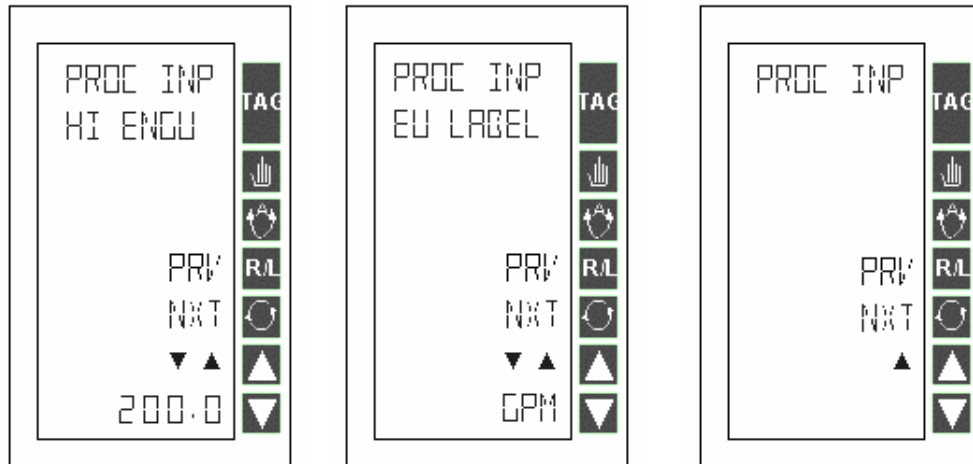 PROC INP
HI ENGU
TAG
PRV
R/L
NXT
▼ ▲
200.0
PROC INP
EU LABEL
TAG
PRV
R/L
NXT
▼ ▲
GPM
PROC INP
TAG
PRV
R/L
NXT
▲